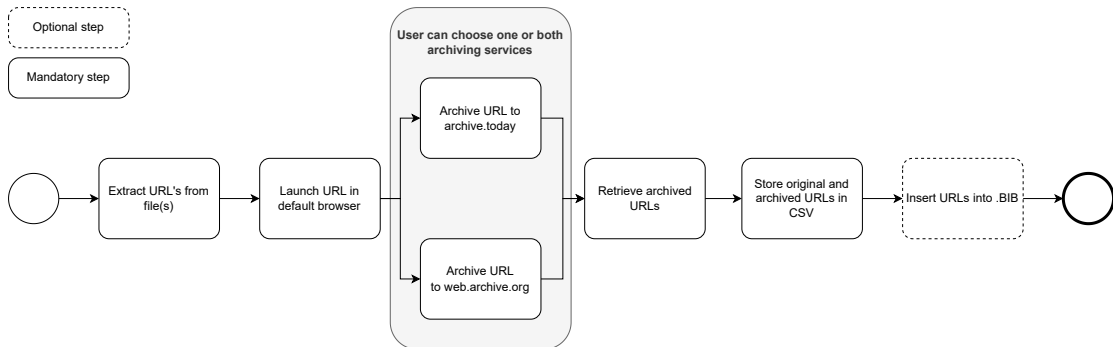 Optional step
Mandatory step
User can choose one or both
archiving services
Extract URL's from
file(s)
Launch URL in
default browser
Archive URL to
archive.today
Archive URL
to web.archive.org
Retrieve archived
URLs
Store original and
archived URLs in
CSV
Insert URLs into .BIB